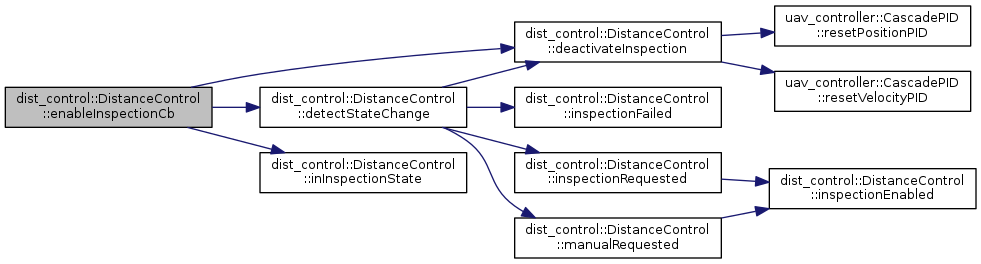 dist_control::DistanceControl
::enableInspectionCb
dist_control::DistanceControl
::detectStateChange
dist_control::DistanceControl
::inInspectionState
dist_control::DistanceControl
::deactivateInspection
dist_control::DistanceControl
::inspectionFailed
dist_control::DistanceControl
::inspectionRequested
dist_control::DistanceControl
::manualRequested
uav_controller::CascadePID
::resetPositionPID
uav_controller::CascadePID
::resetVelocityPID
dist_control::DistanceControl
::inspectionEnabled